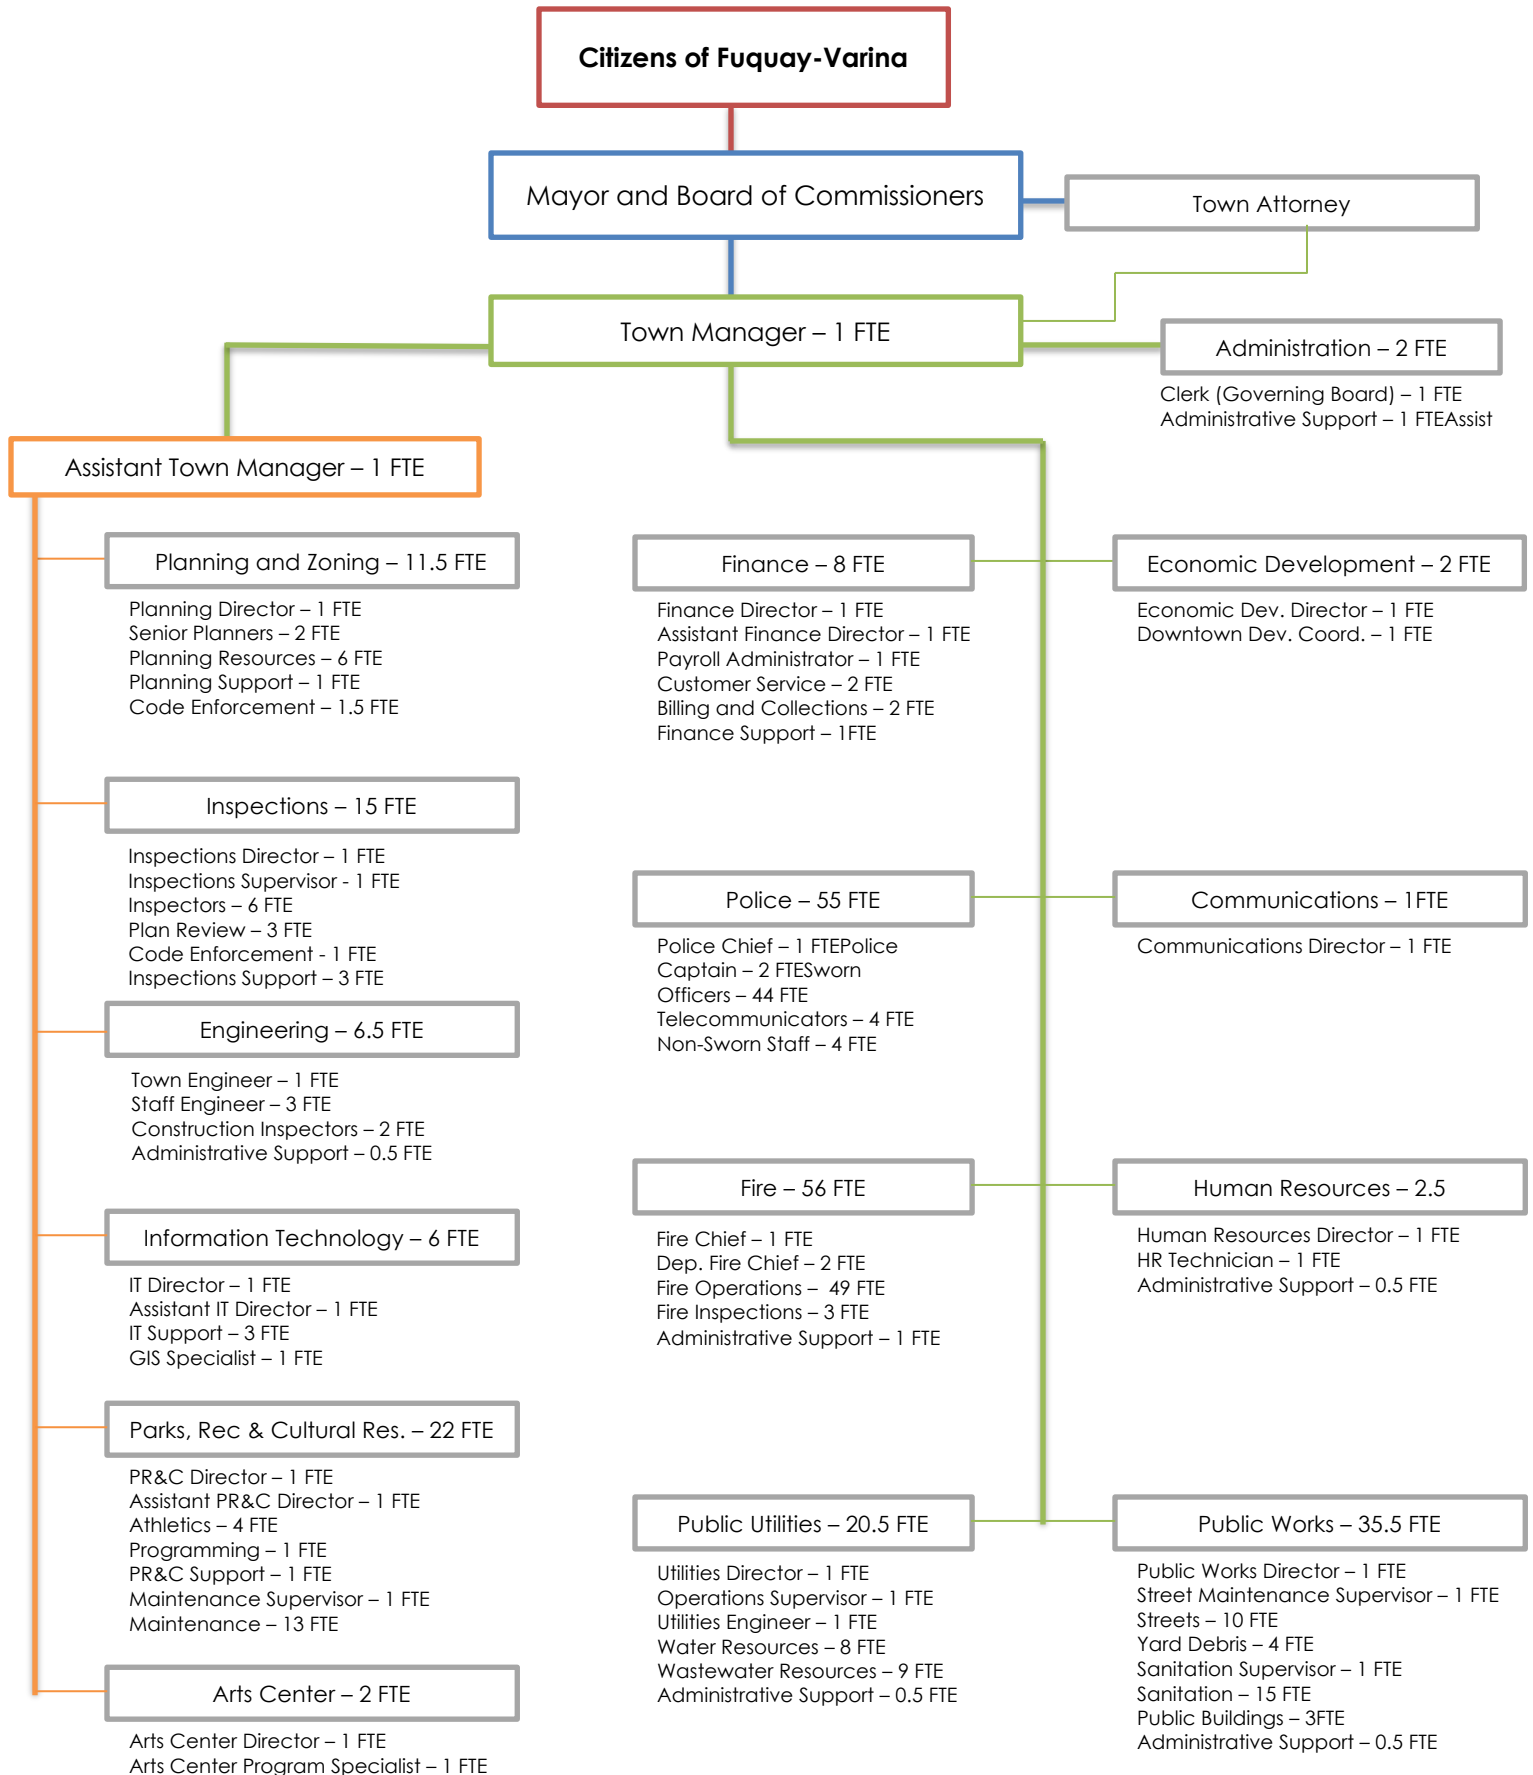 Citizens of Fuquay-Varina
Mayor and Board of Commissioners
Town Attorney
Town Manager – 1 FTE
Administration – 2 FTE
Clerk (Governing Board) – 1 FTE
Administrative Support – 1 FTEAssist
Assistant Town Manager – 1 FTE
Planning and Zoning – 11.5 FTE
Planning Director – 1 FTE
Senior Planners – 2 FTE
Planning Resources – 6 FTE
Planning Support – 1 FTE
Code Enforcement – 1.5 FTE
Inspections – 15 FTE
Inspections Director – 1 FTE
Inspections Supervisor - 1 FTE
Inspectors – 6 FTE
Plan Review – 3 FTE
Code Enforcement - 1 FTE
Inspections Support – 3 FTE
Engineering – 6.5 FTE
Town Engineer – 1 FTE
Staff Engineer – 3 FTE
Construction Inspectors – 2 FTE
Administrative Support – 0.5 FTE
Information Technology – 6 FTE
IT Director – 1 FTE
Assistant IT Director – 1 FTE
IT Support – 3 FTE
GIS Specialist – 1 FTE
Parks, Rec & Cultural Res. – 22 FTE
PR&C Director – 1 FTE
Assistant PR&C Director – 1 FTE
Athletics – 4 FTE
Programming – 1 FTE
PR&C Support – 1 FTE
Maintenance Supervisor – 1 FTE
Maintenance – 13 FTE
Arts Center – 2 FTE
Arts Center Director – 1 FTE
Arts Center Program Specialist – 1 FTE
Finance – 8 FTE
Finance Director – 1 FTE
Assistant Finance Director – 1 FTE
Payroll Administrator – 1 FTE
Customer Service – 2 FTE
Billing and Collections – 2 FTE
Finance Support – 1FTE
Police – 55 FTE
Police Chief – 1 FTEPolice
Captain – 2 FTESworn
Officers – 44 FTE
Telecommunicators – 4 FTE
Non-Sworn Staff – 4 FTE
Fire – 56 FTE
Fire Chief – 1 FTE
Dep. Fire Chief – 2 FTE
Fire Operations –  49 FTE
Fire Inspections – 3 FTE
Administrative Support – 1 FTE
Public Utilities – 20.5 FTE
Utilities Director – 1 FTE
Operations Supervisor – 1 FTE
Utilities Engineer – 1 FTE
Water Resources – 8 FTE
Wastewater Resources – 9 FTE
Administrative Support – 0.5 FTE
Economic Development – 2 FTE
Economic Dev. Director – 1 FTE
Downtown Dev. Coord. – 1 FTE
Communications – 1FTE
Communications Director – 1 FTE
Human Resources – 2.5
Human Resources Director – 1 FTE
HR Technician – 1 FTE
Administrative Support – 0.5 FTE
Public Works – 35.5 FTE
Public Works Director – 1 FTE
Street Maintenance Supervisor – 1 FTE
Streets – 10 FTE
Yard Debris – 4 FTE
Sanitation Supervisor – 1 FTE
Sanitation – 15 FTE
Public Buildings – 3FTE
Administrative Support – 0.5 FTE